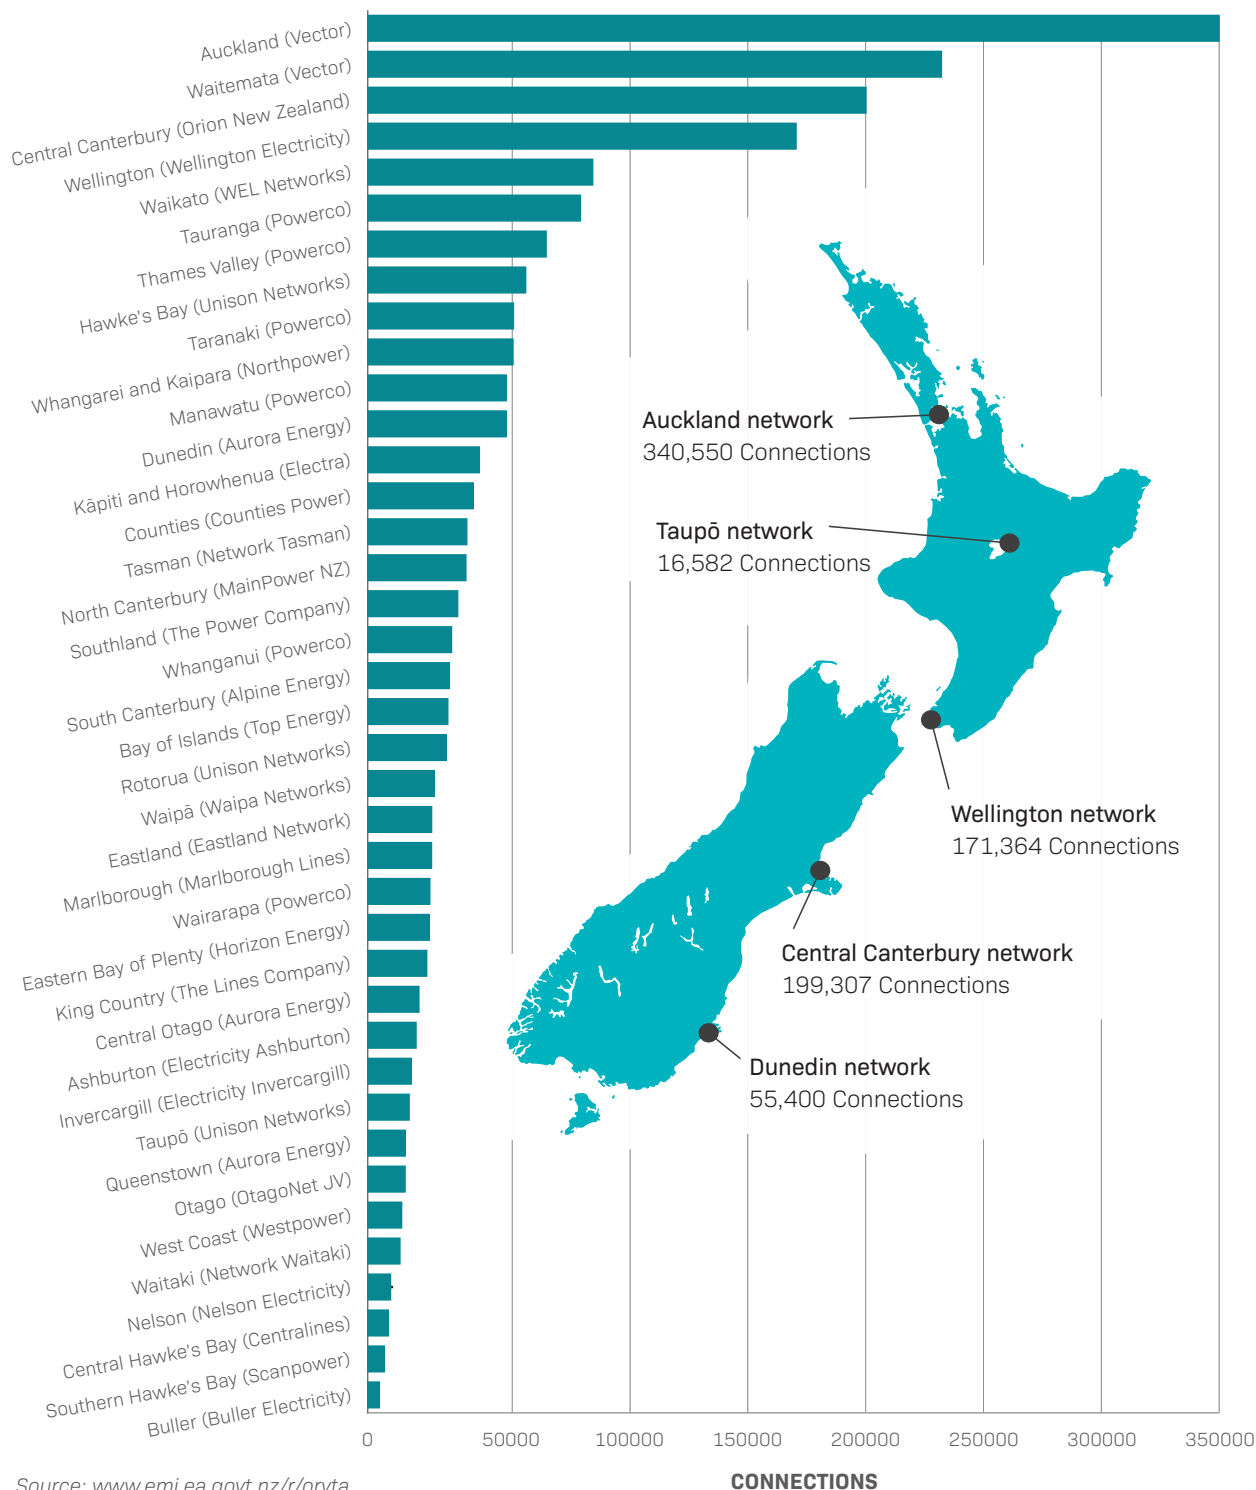 Auckland (Vector)
Waitemata (Vector)
Central Canterbury (Orion New Zealand)
Wellington (Wellington Electricity)
Waikato (WEL Networks)
Tauranga (Powerco)
Thames Valley (Powerco)
Hawke's Bay (Unison Networks)
Taranaki (Powerco)
Whangarei and Kaipara (Northpower)
Manawatu (Powerco)
Dunedin (Aurora Energy)
Kāpiti and Horowhenua (Electra)
Counties (Counties Power)
Tasman (Network Tasman)
North Canterbury (MainPower NZ)
Southland (The Power Company)
Whanganui (Powerco)
South Canterbury (Alpine Energy)
Bay of Islands (Top Energy)
Rotorua (Unison Networks)
Waipā (Waipa Networks)
Eastland (Eastland Network)
Marlborough (Marlborough Lines)
Wairarapa (Powerco)
Eastern Bay of Plenty (Horizon Energy)
King Country (The Lines Company)
Central Otago (Aurora Energy)
Ashburton (Electricity Ashburton)
Invercargill (Electricity Invercargill)
Taupō (Unison Networks)
Queenstown (Aurora Energy)
Otago (OtagoNet JV)
West Coast (Westpower)
Waitaki (Network Waitaki)
Nelson (Nelson Electricity)
Central Hawke's Bay (Centralines)
Southern Hawke's Bay (Scanpower)
Buller (Buller Electricity)
Auckland network
340,550 Connections
Taupō network
16,582 Connections
Wellington network
171,364 Connections
Central Canterbury network
199,307 Connections
Dunedin network
55,400 Connections
0 50000 100000 150000 200000 250000 300000 350000
CONNECTIONS
Source: www.emi.ea.govt.nz/r/orvta